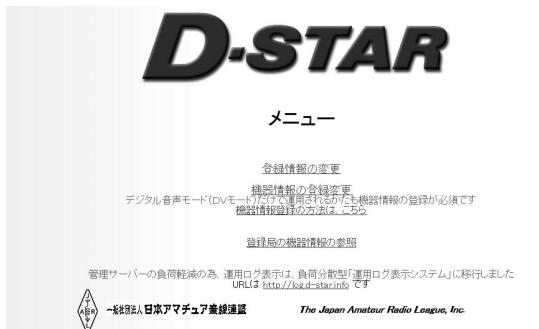 D-STAR
メニュー
登録情報の変更
機器情報の登録変更
デジタル音声モード(DVモード)だけで運用されるかたも機器情報の登録が必須です
機器情報登録の方法は、こちら
登録局の機器情報の参照
管理サーバーの負荷軽減の為、運用ログ表示は、負荷分散型「運用ログ表示システム」に移行しました
URLは http://log.d-star.info です
一般社団法人 日本アマチュア無線連盟 The Japan Amateur Radio League, Inc.